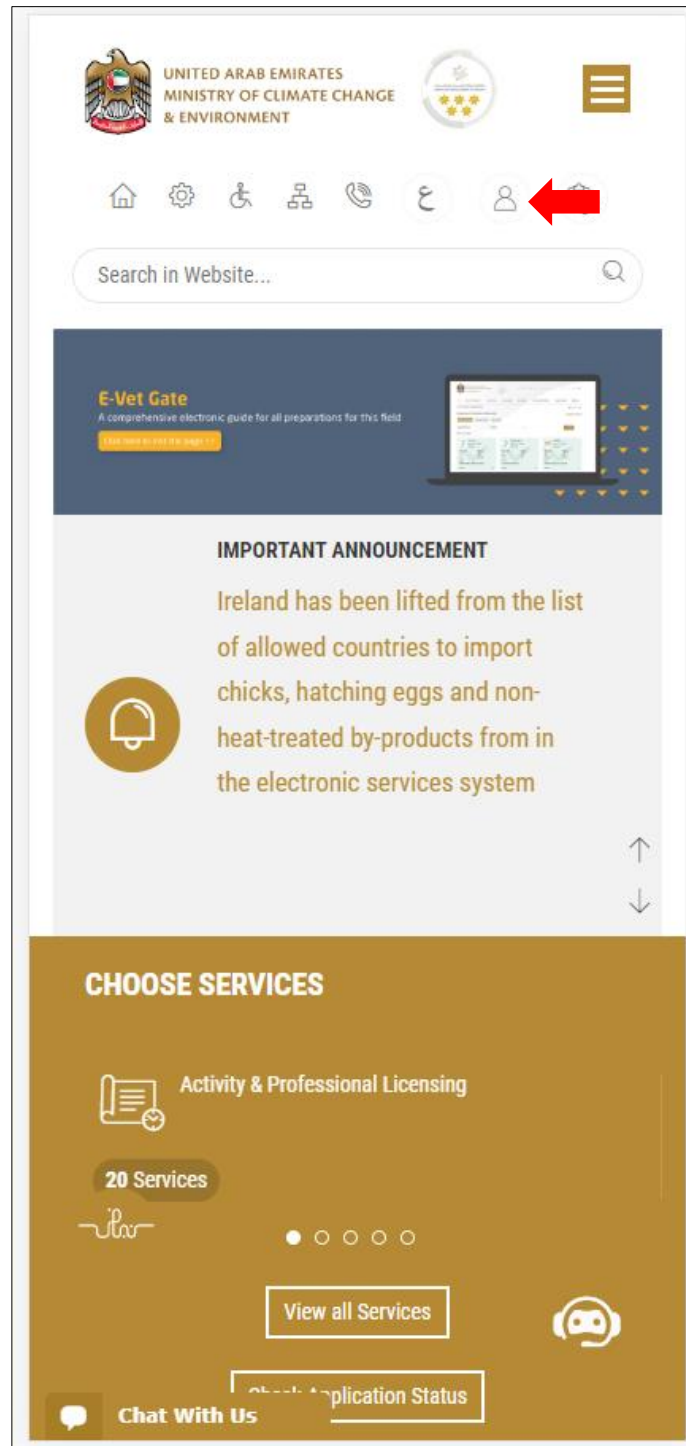 UNITED ARAB EMIRATES
MINISTRY OF CLIMATE CHANGE
& ENVIRONMENT
ع
Search in Website...
E-Vet Gate
A comprehensive electronic guide for all preparations for this field
IMPORTANT ANNOUNCEMENT
Ireland has been lifted from the list
of allowed countries to import
chicks, hatching eggs and non-
heat-treated by-products from in
the electronic services system
CHOOSE SERVICES
Activity & Professional Licensing
20 Services
View all Services
Application Status
Chat With Us